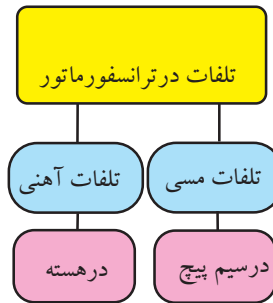 تلفات درترانسفورماتور
تلفات مسی
تلفات آهنی
درسیم پیچ
درهسته